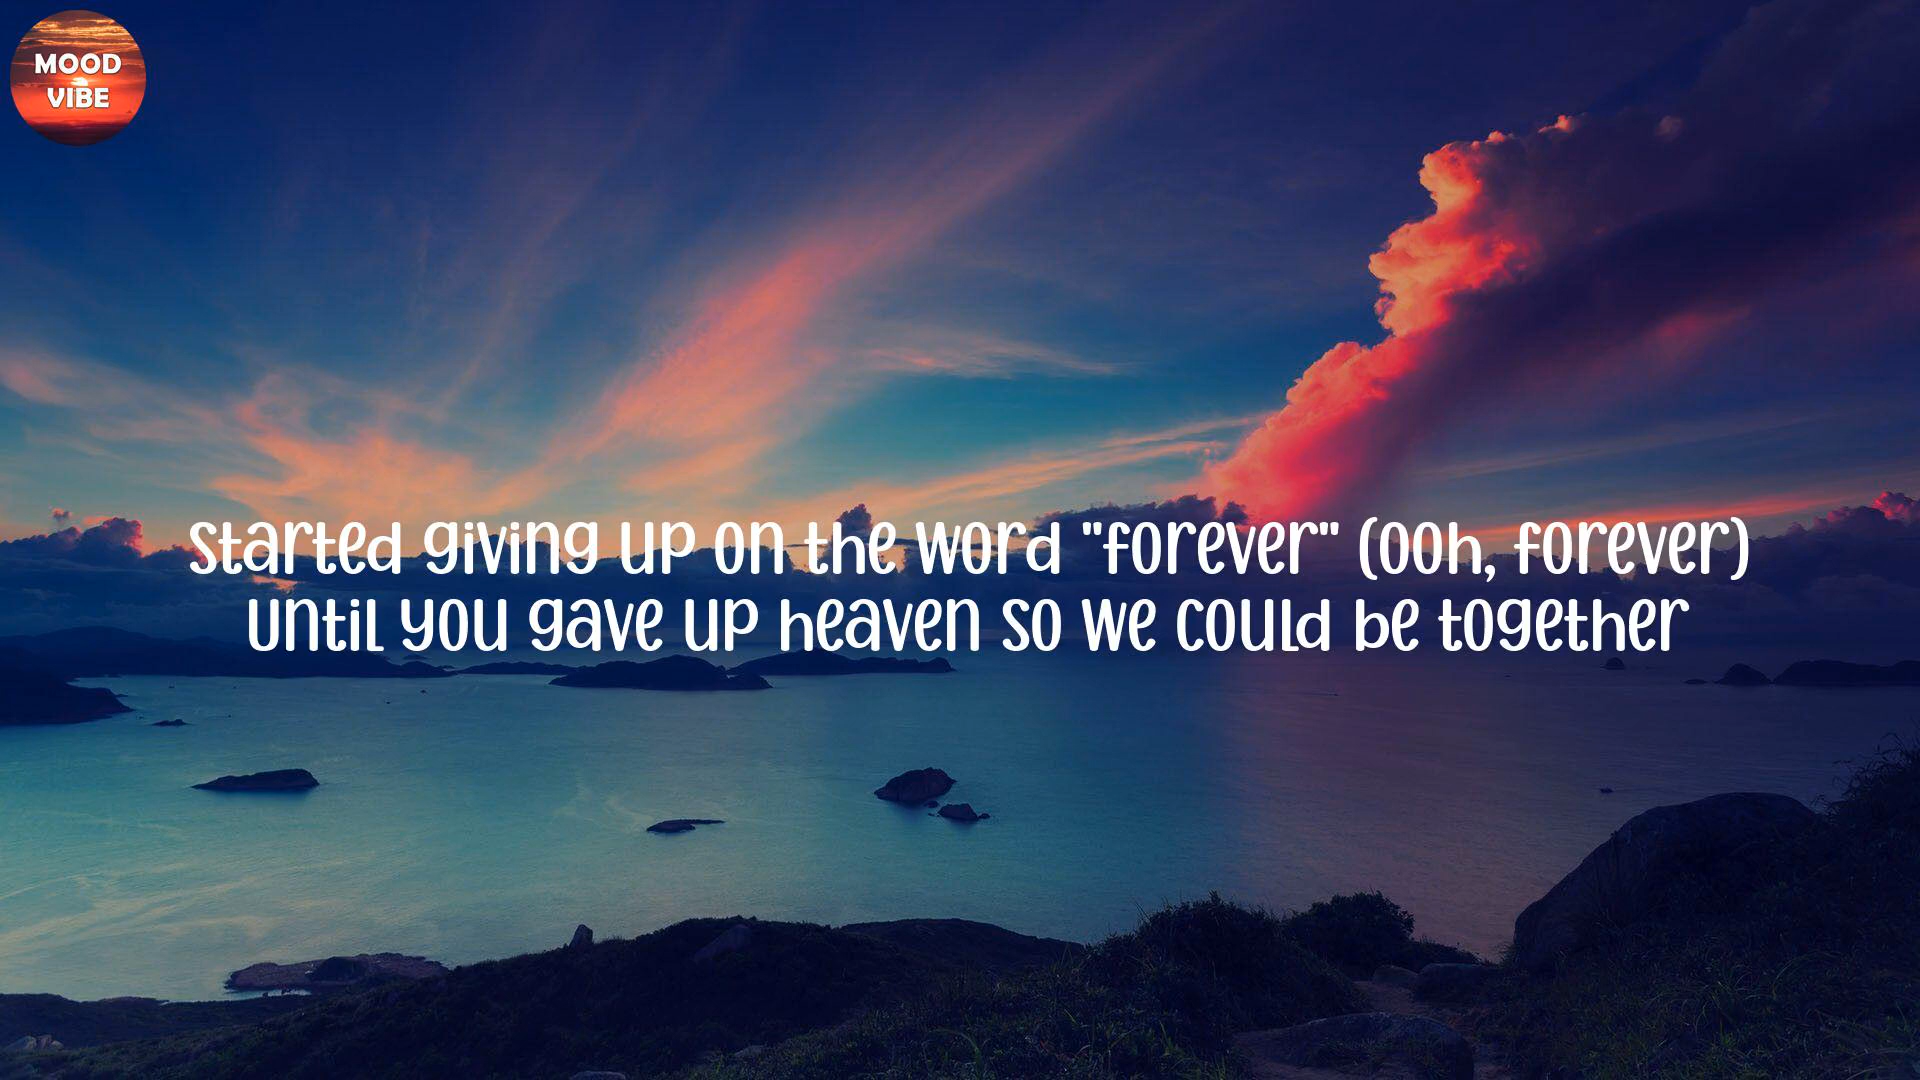 MOOD
VIBE
Started giving up on the word "forever" (Ooh, forever)
Until you gave up heaven so we could be together